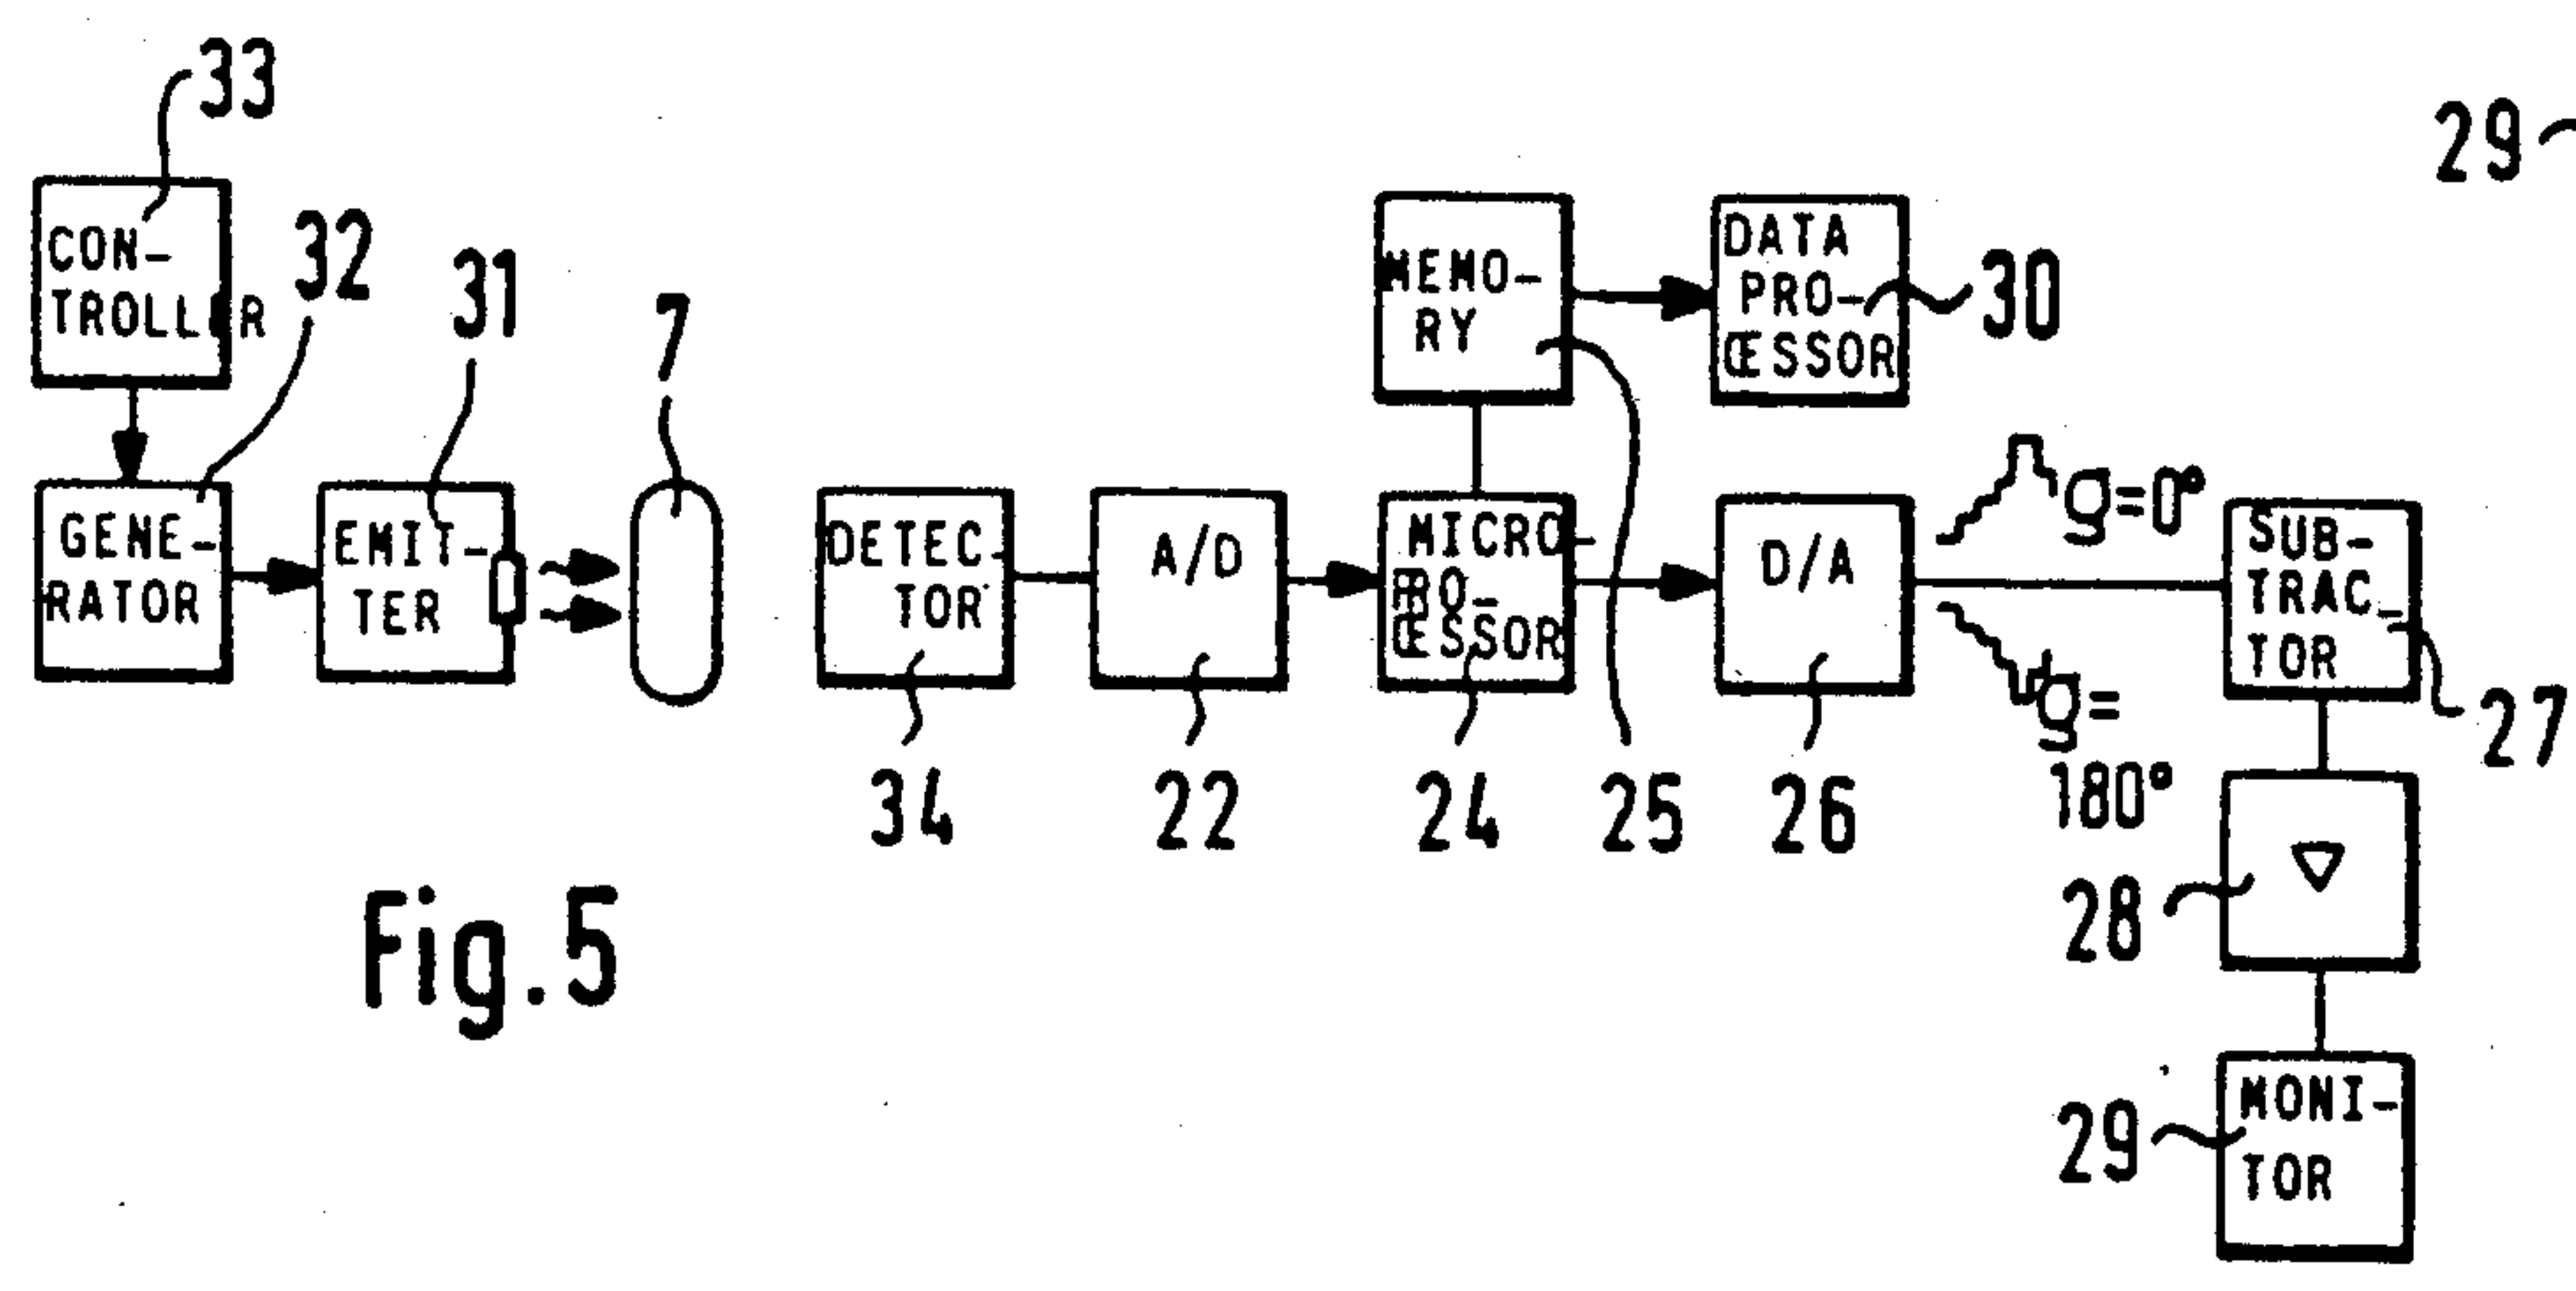 33
29
CON-
TROLLER
32
31
7
MEMO-
RY
DATA
PRO-
CESSOR
30
GENE-
RATOR
EMIT-
TER
DETEC-
TOR
A/D
MICRO-
PRO-
CESSOR
D/A
g=0°
g=
180°
SUB-
TRAC-
TOR
27
34
22
24
25
26
28
29
MONI-
TOR
Fig.5